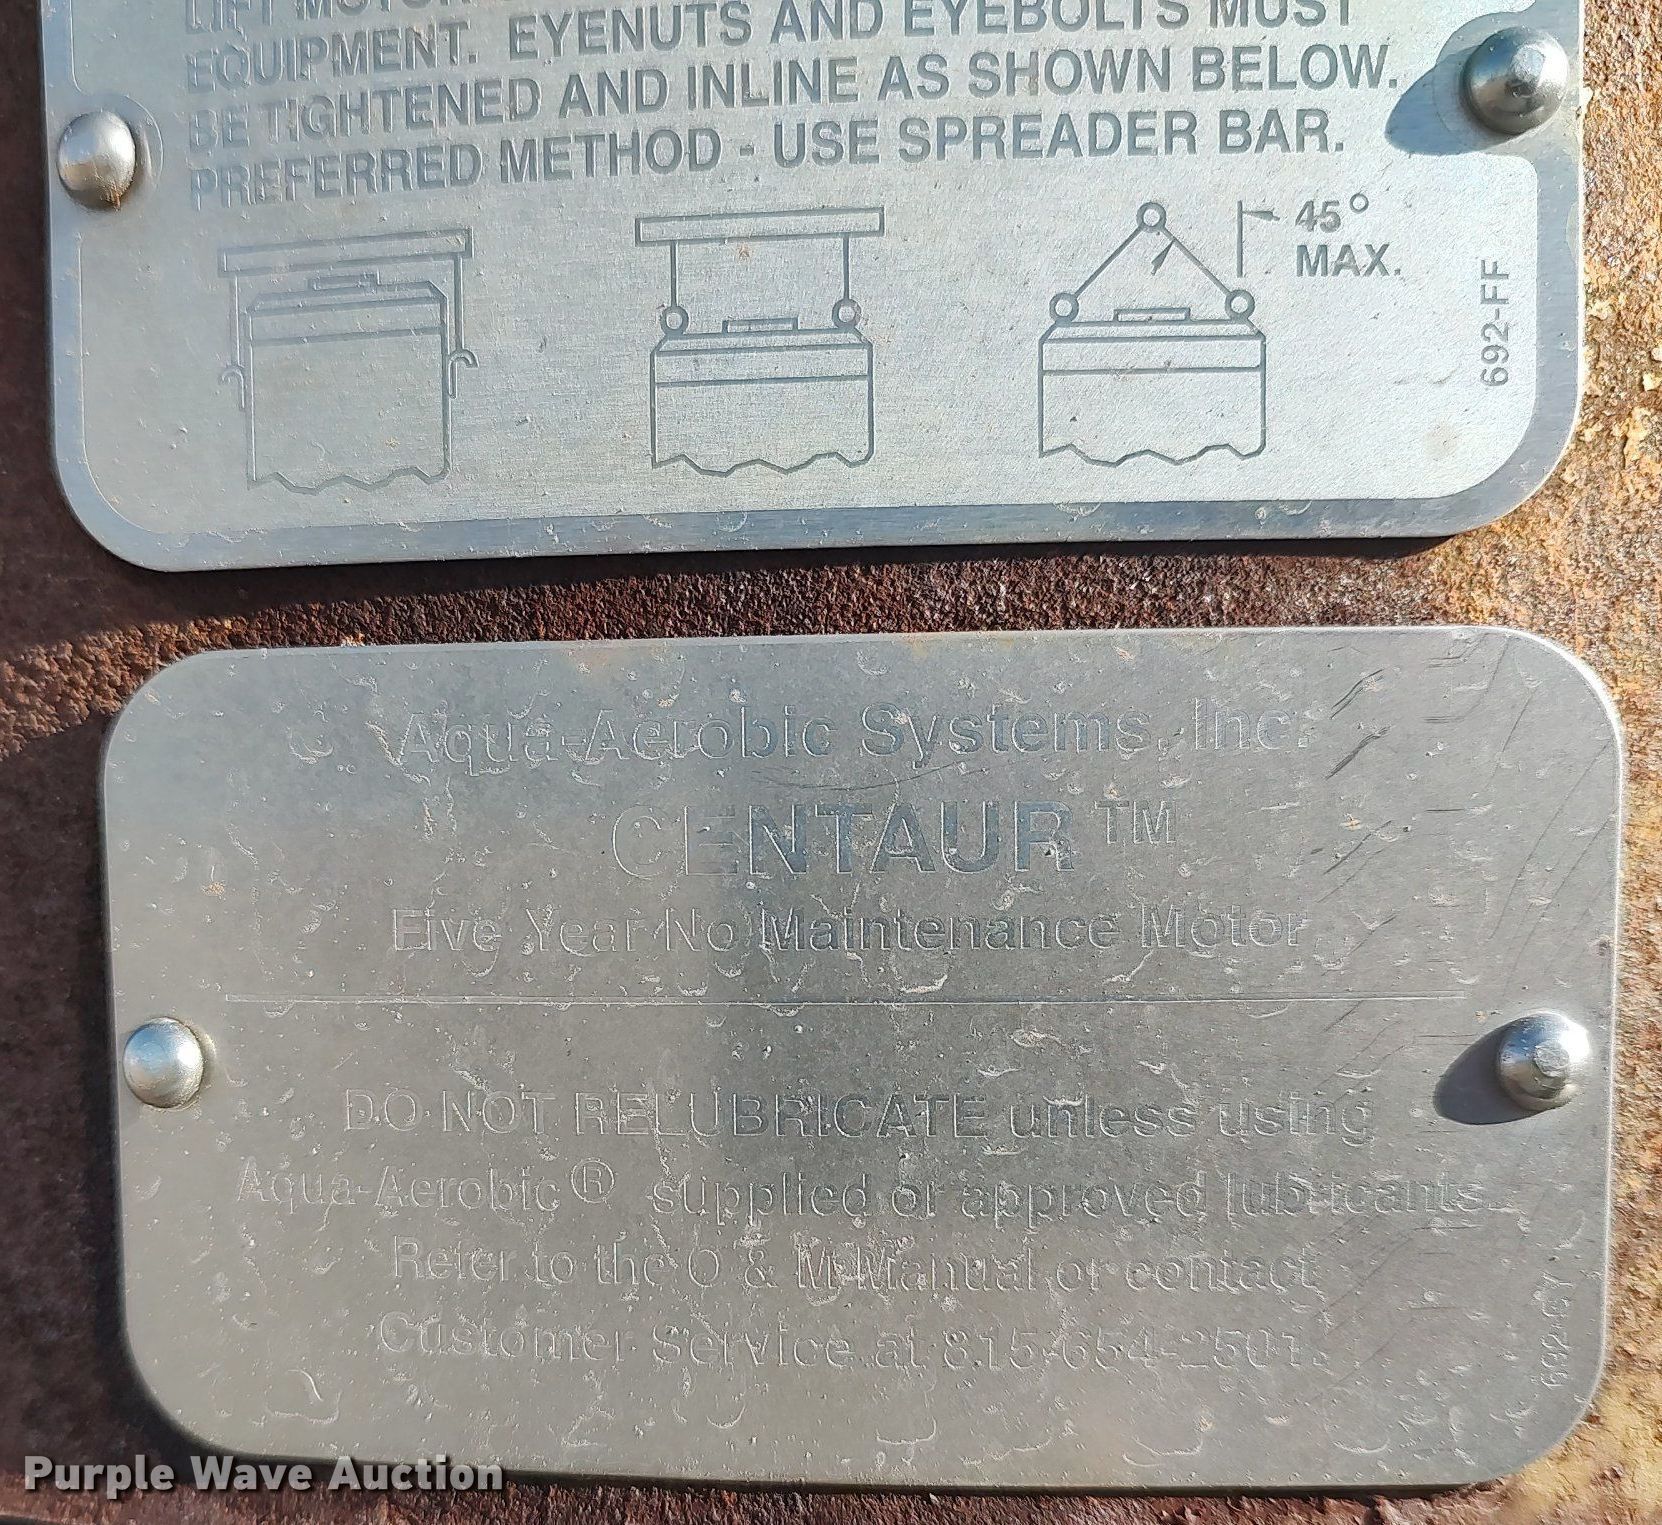 LIFT MOTOR
EQUIPMENT. EYENUTS AND EYEBOLTS MUST
BE TIGHTENED AND INLINE AS SHOWN BELOW.
PREFERRED METHOD - USE SPREADER BAR.
45°
MAX.
692-FF
Aqua-Aerobic Systems, Inc.
CENTAUR™
Five Year No Maintenance Motor
DO NOT RELUBRICATE unless using
Aqua-Aerobic® supplied or approved lubricants.
Refer to the O & M Manual or contact
Customer Service at 815-654-2501.
Purple Wave Auction